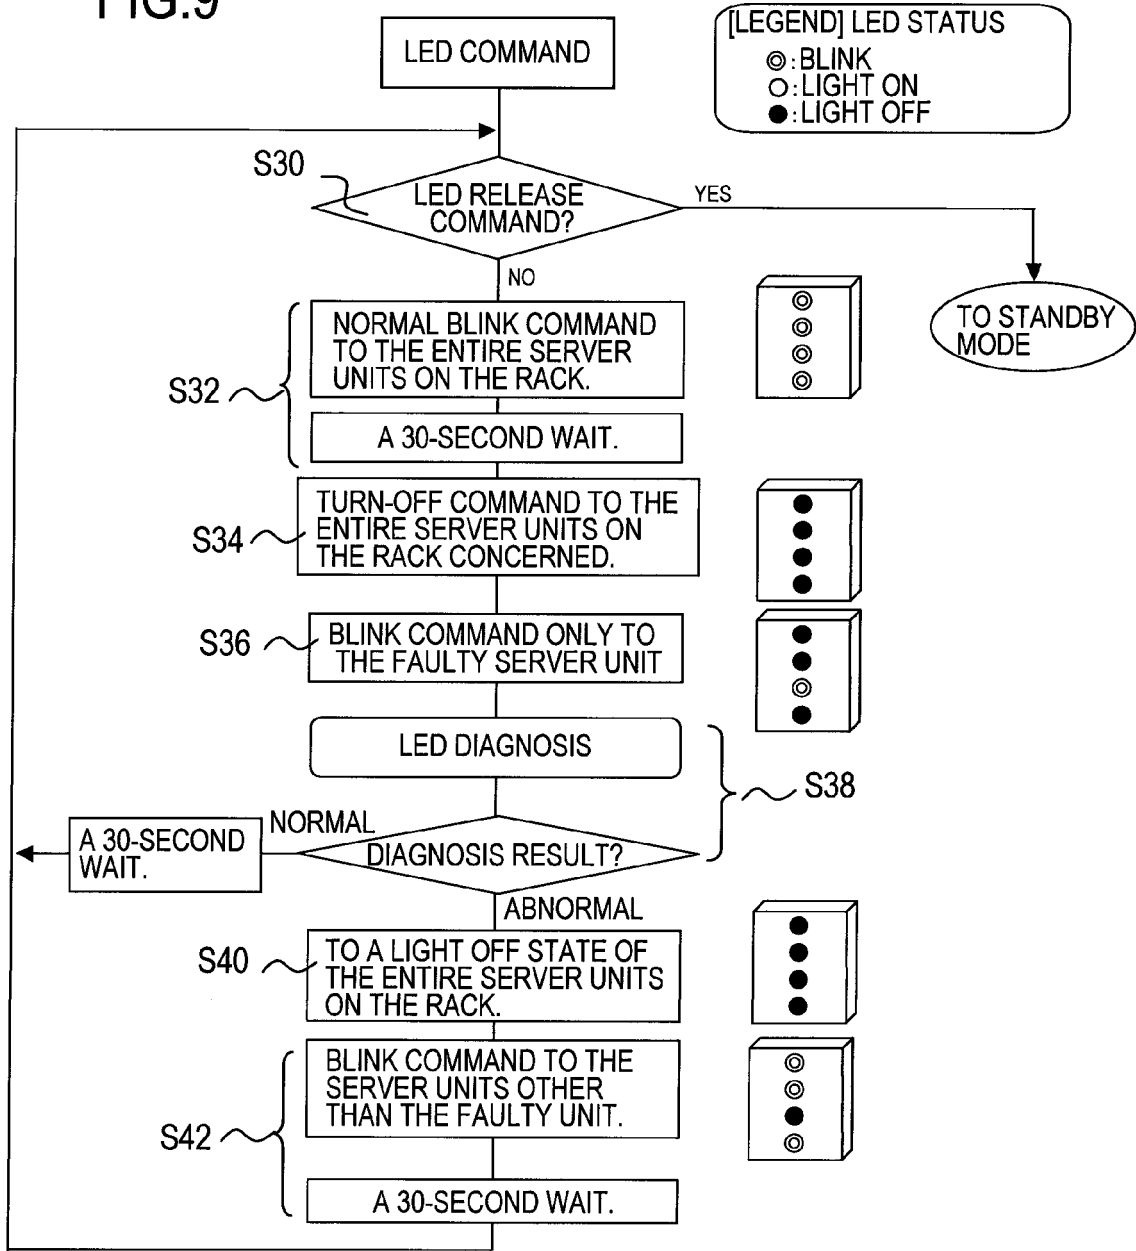 FIG.9
[LEGEND] LED STATUS
◎:BLINK
○:LIGHT ON
●:LIGHT OFF
LED COMMAND
S30
LED RELEASE
COMMAND?
YES
NO
TO STANDBY
MODE
S32
NORMAL BLINK COMMAND
TO THE ENTIRE SERVER
UNITS ON THE RACK.
A 30-SECOND WAIT.
S34
TURN-OFF COMMAND TO THE
ENTIRE SERVER UNITS ON
THE RACK CONCERNED.
S36
BLINK COMMAND ONLY TO
THE FAULTY SERVER UNIT
LED DIAGNOSIS
S38
NORMAL
A 30-SECOND
WAIT.
DIAGNOSIS RESULT?
ABNORMAL
S40
TO A LIGHT OFF STATE OF
THE ENTIRE SERVER UNITS
ON THE RACK.
S42
BLINK COMMAND TO THE
SERVER UNITS OTHER
THAN THE FAULTY UNIT.
A 30-SECOND WAIT.